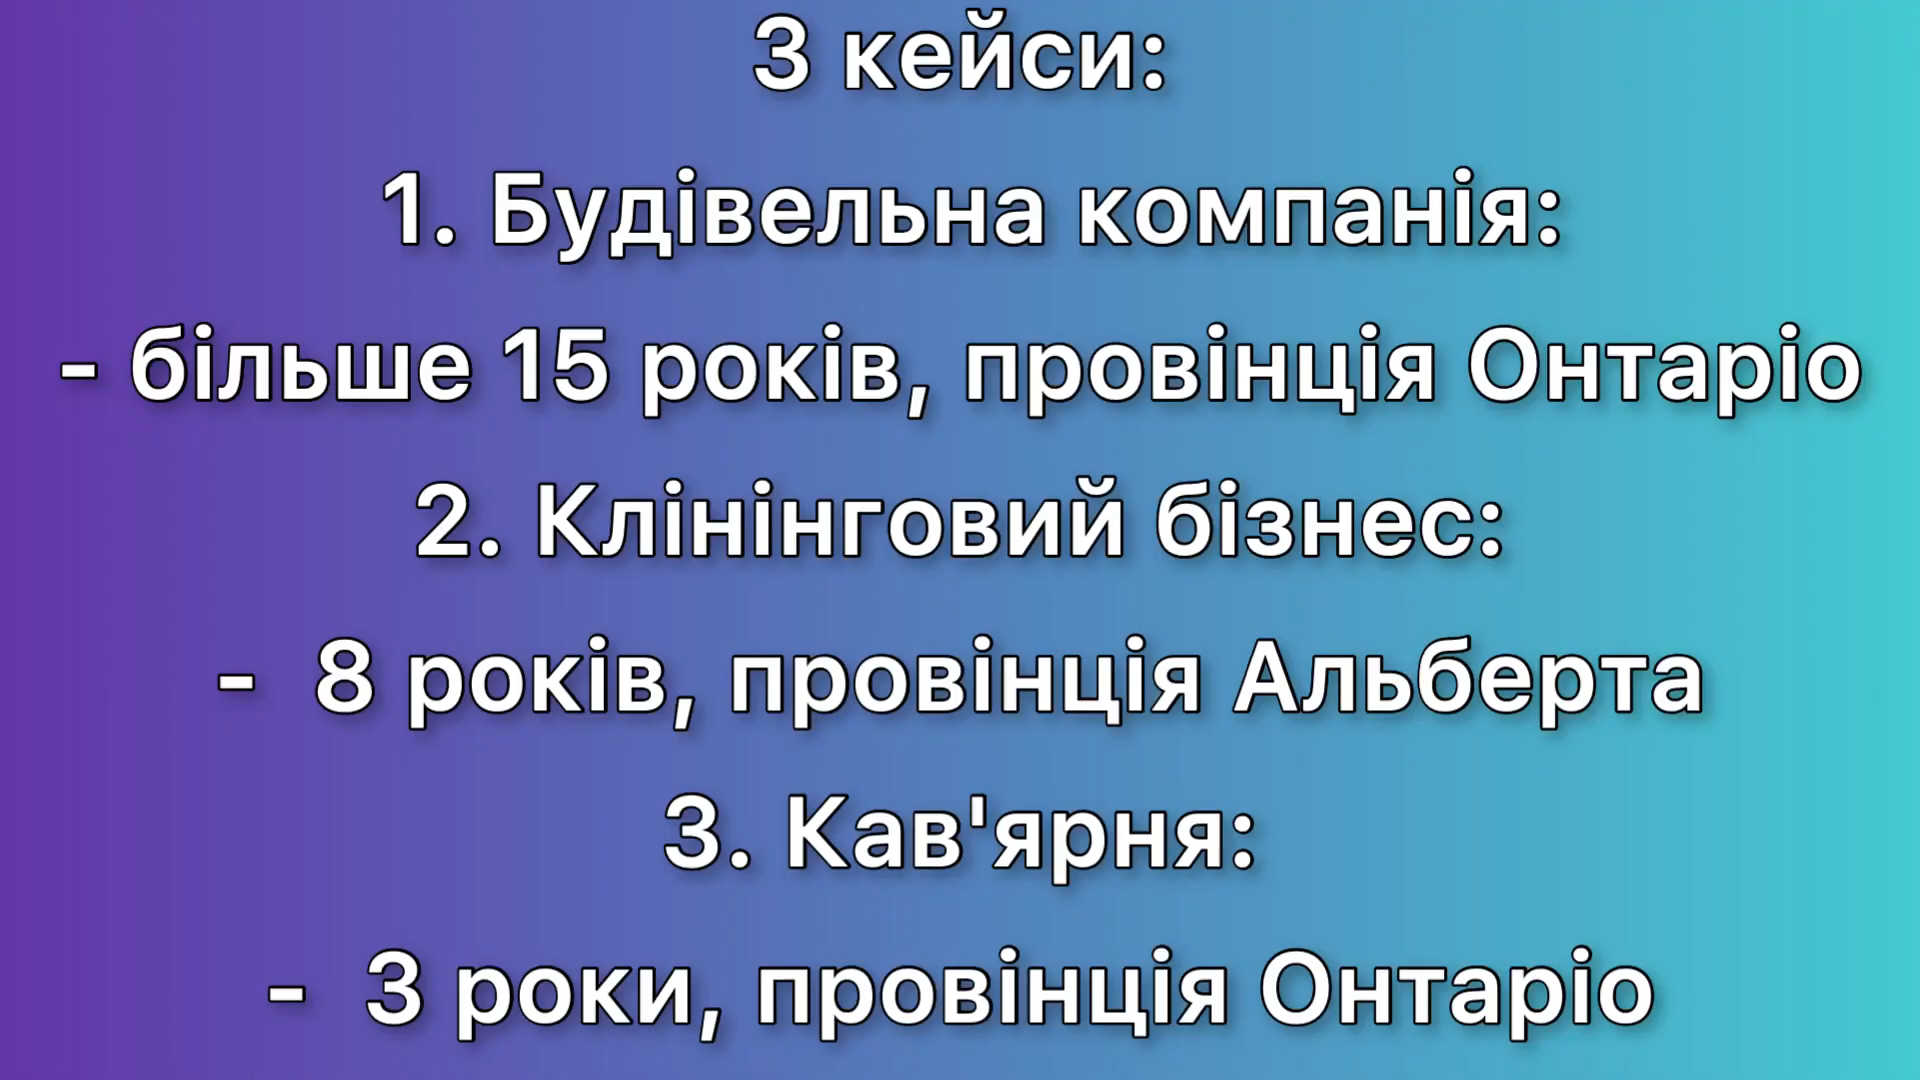 3 кейси:
1. Будівельна компанія:
- більше 15 років, провінція Онтаріо
2. Клінінговий бізнес:
- 8 років, провінція Альберта
3. Кав'ярня:
- 3 роки, провінція Онтаріо